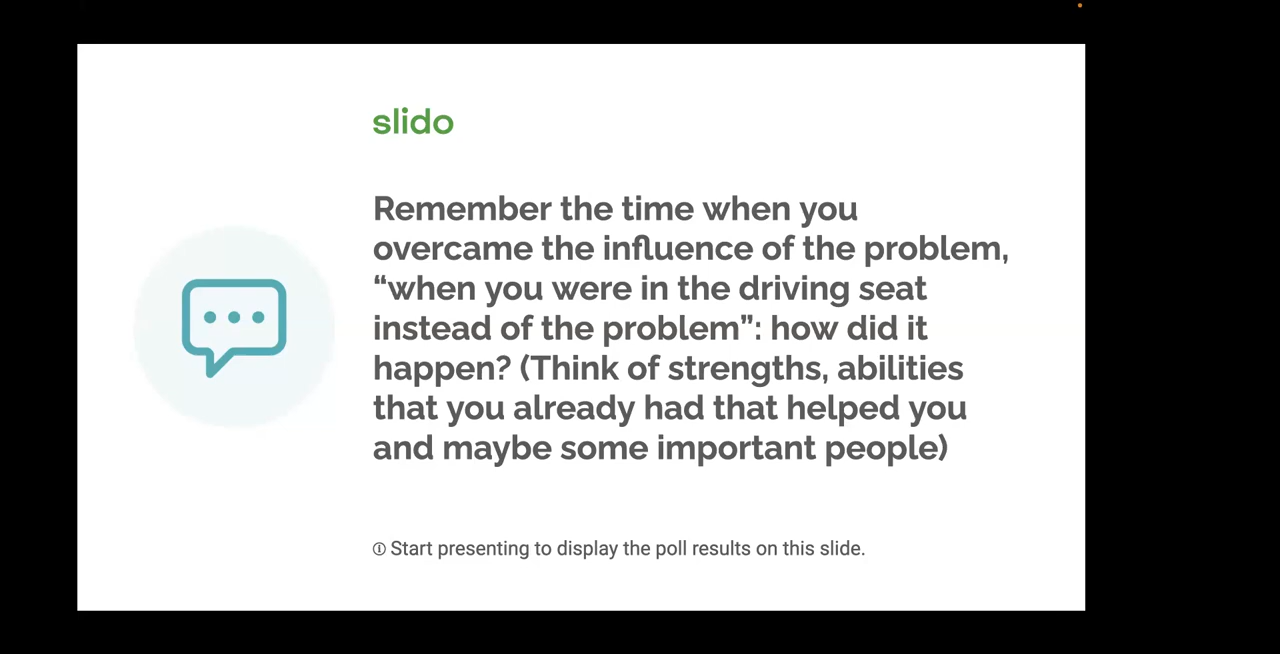 slido
Remember the time when you
overcame the influence of the problem,
“when you were in the driving seat
instead of the problem”: how did it
happen? (Think of strengths, abilities
that you already had that helped you
and maybe some important people)
ⓘ Start presenting to display the poll results on this slide.